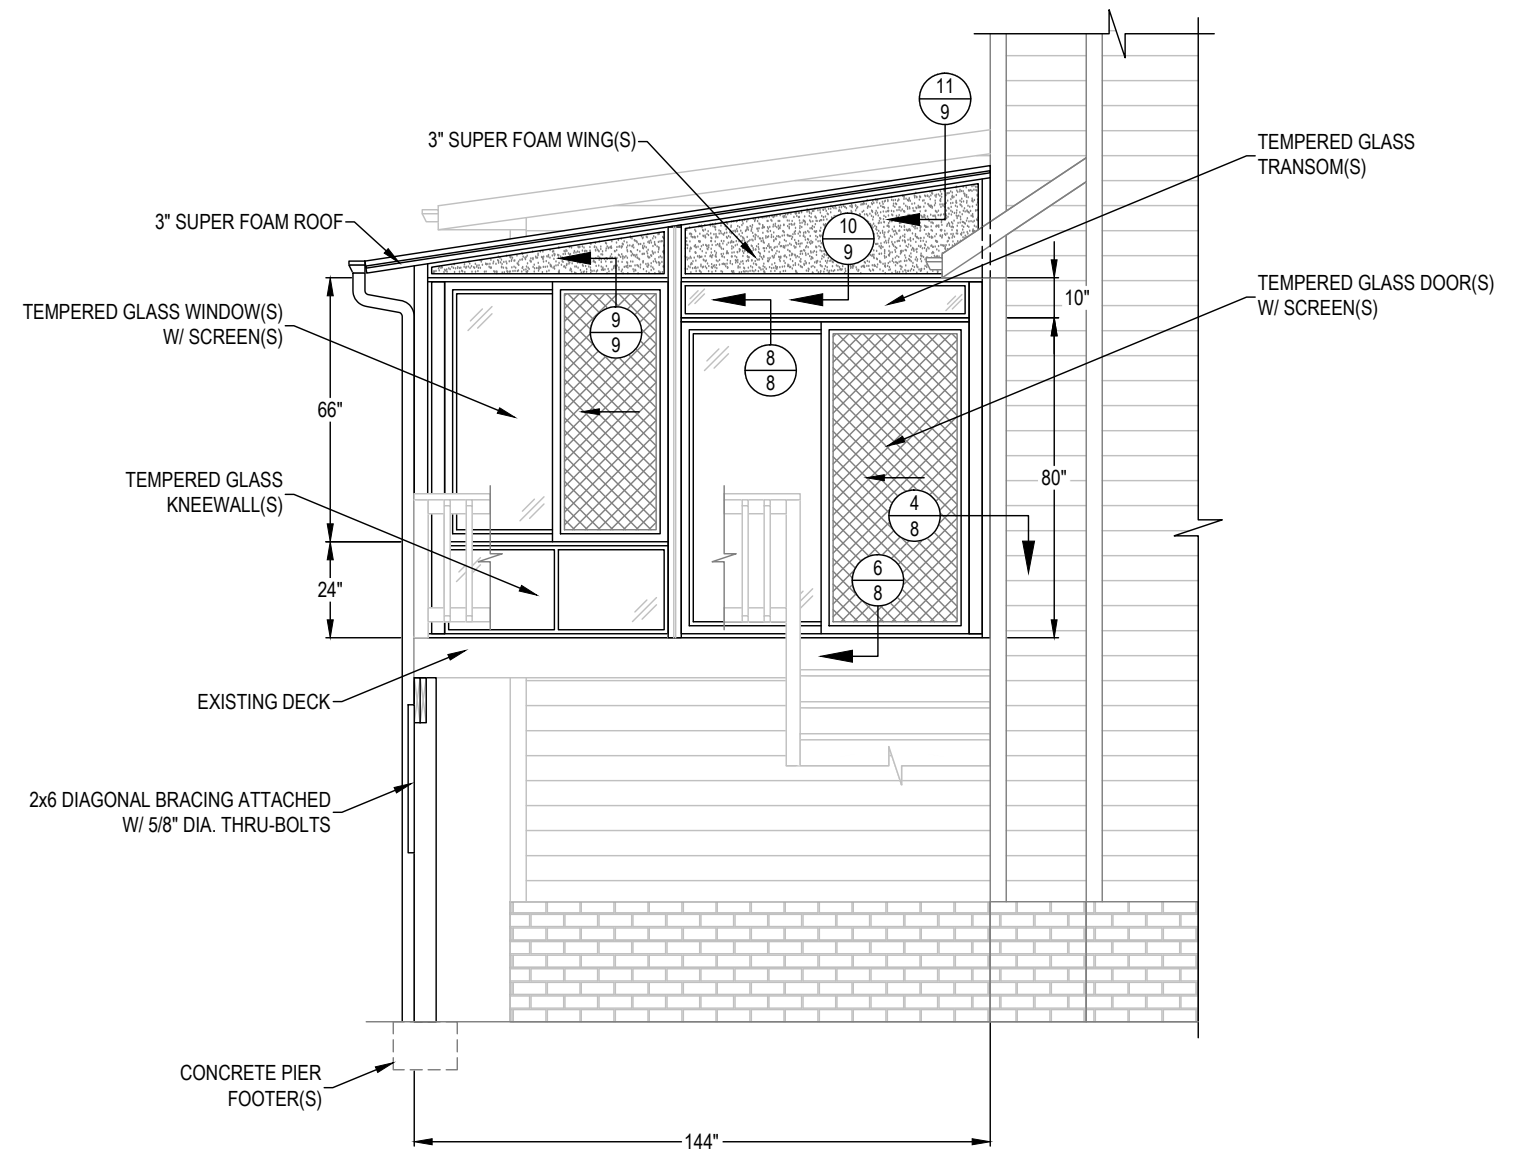 11
9
3" SUPER FOAM WING(S)
TEMPERED GLASS
TRANSOM(S)
3" SUPER FOAM ROOF
10
9
TEMPERED GLASS WINDOW(S)
W/ SCREEN(S)
TEMPERED GLASS DOOR(S)
W/ SCREEN(S)
10"
9
9
8
8
66"
TEMPERED GLASS
KNEEWALL(S)
80"
4
8
6
8
24"
EXISTING DECK
2x6 DIAGONAL BRACING ATTACHED
W/ 5/8" DIA. THRU-BOLTS
CONCRETE PIER
FOOTER(S)
144"